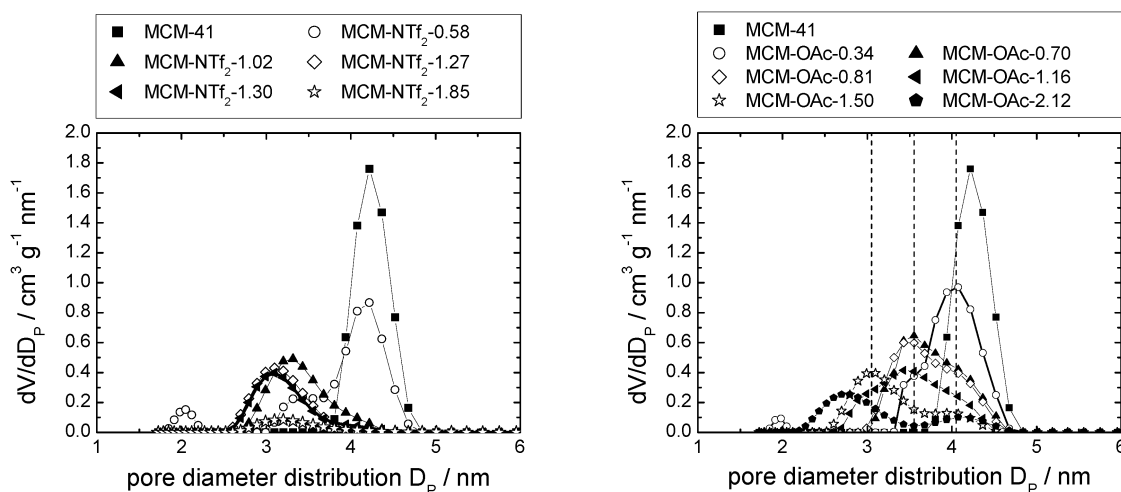 MCM-41 MCM-NTf₂-0.58
MCM-NTf₂-1.02 MCM-NTf₂-1.27
MCM-NTf₂-1.30 MCM-NTf₂-1.85
2.0
1.8
1.6
1.4
1.2
1.0
0.8
0.6
0.4
0.2
0.0
dV/dD_P / cm³ g⁻¹ nm⁻¹
1 2 3 4 5 6
pore diameter distribution D_P / nm
MCM-41
MCM-OAc-0.34 MCM-OAc-0.70
MCM-OAc-0.81 MCM-OAc-1.16
MCM-OAc-1.50 MCM-OAc-2.12
2.0
1.8
1.6
1.4
1.2
1.0
0.8
0.6
0.4
0.2
0.0
dV/dD_P / cm³ g⁻¹ nm⁻¹
1 2 3 4 5 6
pore diameter distribution D_P / nm